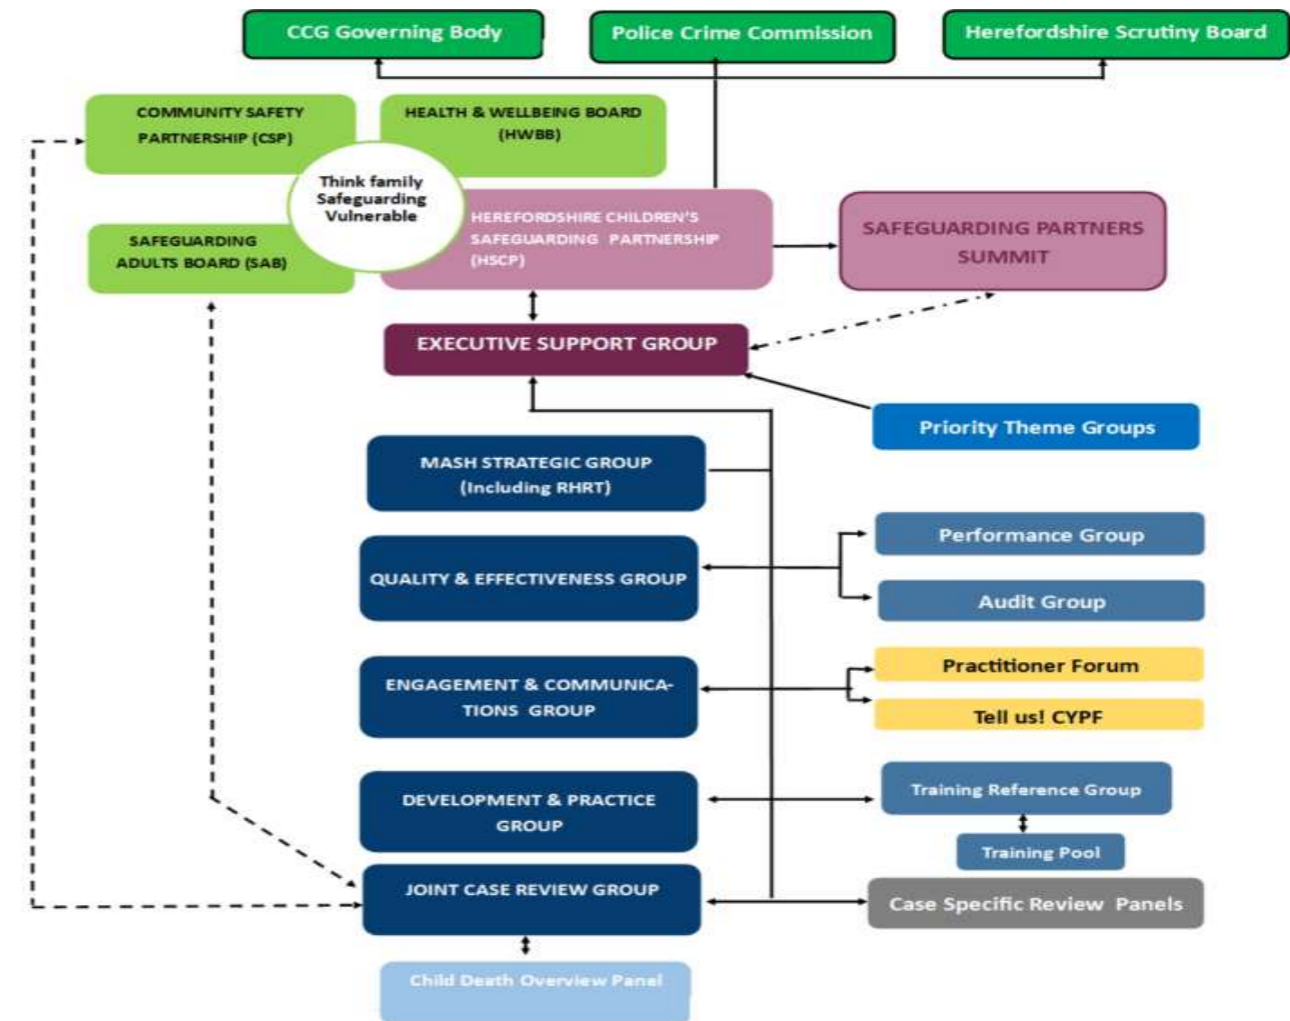 CCG Governing Body
Police Crime Commission
Herefordshire Scrutiny Board
COMMUNITY SAFETY
PARTNERSHIP (CSP)
HEALTH & WELLBEING BOARD
(HWBB)
Think family
Safeguarding
Vulnerable
SAFEGUARDING
ADULTS BOARD (SAB)
HEREFORDSHIRE CHILDREN'S
SAFEGUARDING PARTNERSHIP
(HSCP)
SAFEGUARDING PARTNERS
SUMMIT
EXECUTIVE SUPPORT GROUP
Priority Theme Groups
MASH STRATEGIC GROUP
(Including RHRT)
QUALITY & EFFECTIVENESS GROUP
Performance Group
Audit Group
ENGAGEMENT & COMMUNICA-
TIONS GROUP
Practitioner Forum
Tell us! CYPF
DEVELOPMENT & PRACTICE
GROUP
Training Reference Group
Training Pool
JOINT CASE REVIEW GROUP
Case Specific Review Panels
Child Death Overview Panel